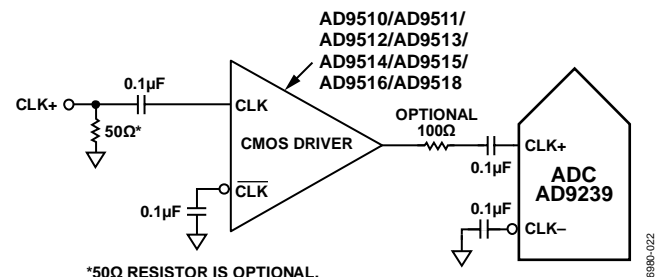 AD9510/AD9511/
AD9512/AD9513/
AD9514/AD9515/
AD9516/AD9518
0.1µF
CLK+
50Ω*
CLK
CMOS DRIVER
CLK
0.1µF
OPTIONAL
100Ω
0.1µF
CLK+
ADC
AD9239
0.1µF
CLK–
*50Ω RESISTOR IS OPTIONAL.
6980-022